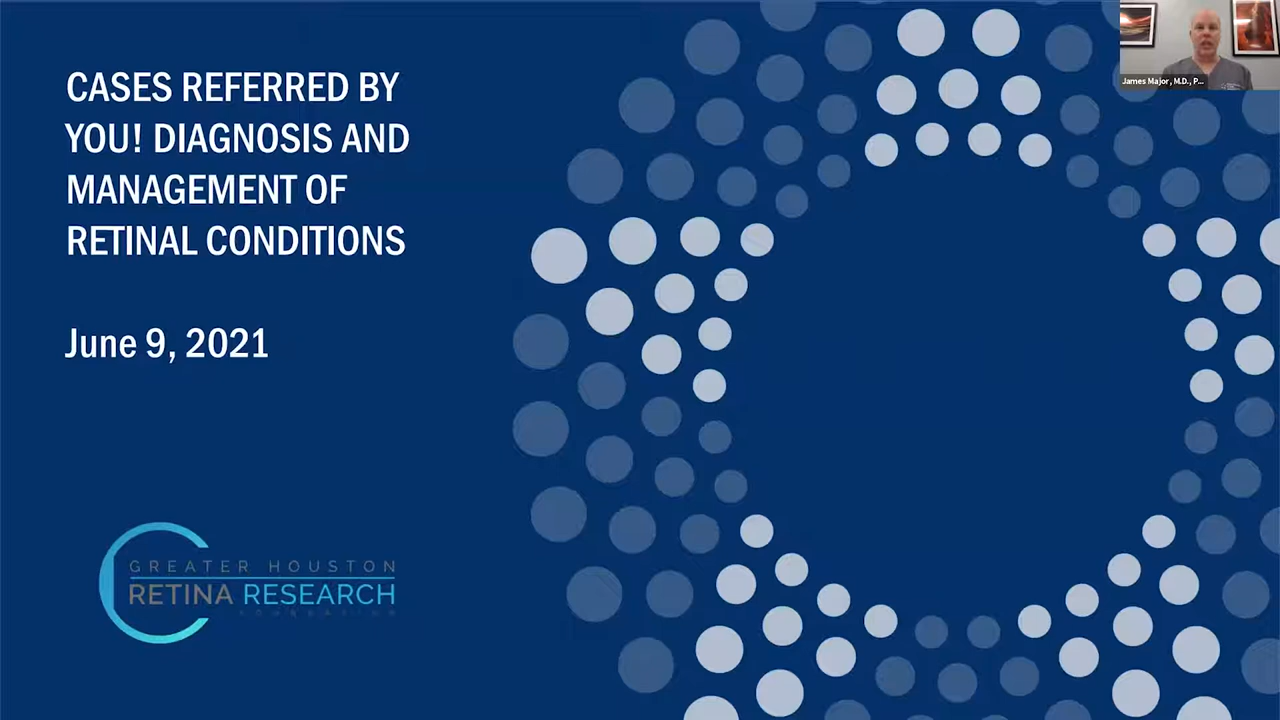 CASES REFERRED BY
YOU! DIAGNOSIS AND
MANAGEMENT OF
RETINAL CONDITIONS
June 9, 2021
GREATER HOUSTON
RETINA RESEARCH
FOUNDATION
James Major, M.D., P...